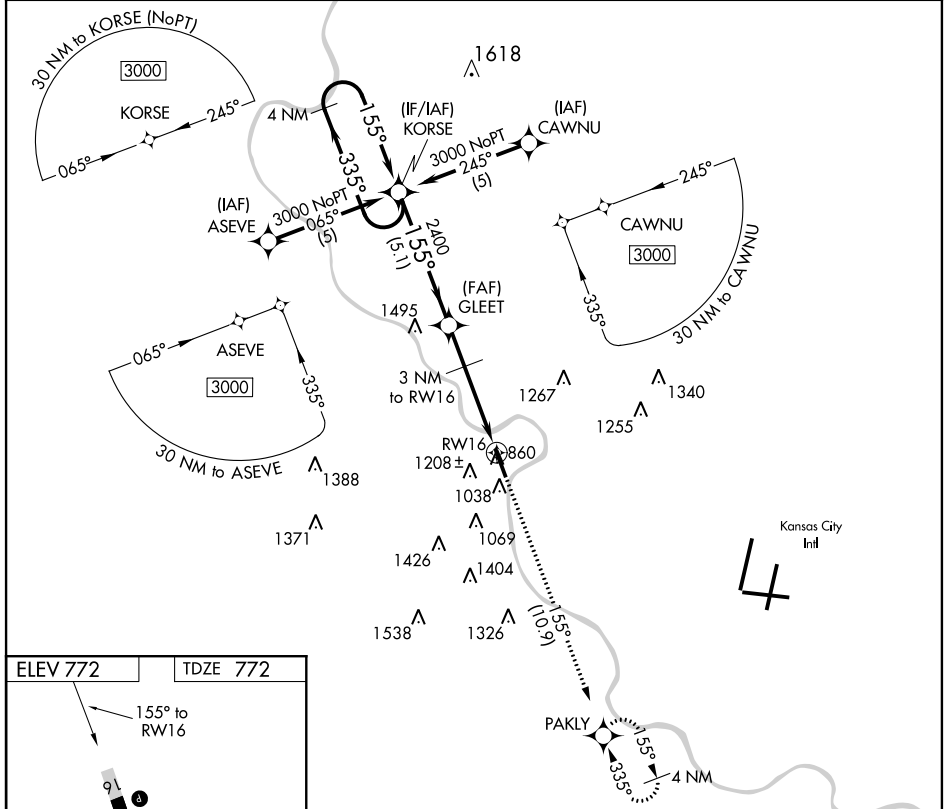 30 NM to KORSE (NoPT)
3000
KORSE
065°
245°
1618
4 NM
155°
335°
(IF/IAF)
KORSE
(IAF)
CAWNU
3000 NoPT
245°
(5)
(IAF)
ASEVE
3000 NoPT
065°
(5)
2400
155°
(5.1)
245°
CAWNU
3000
335°
30 NM to CAWNU
(FAF)
GLEET
1495
065°
ASEVE
3000
335°
30 NM to ASEVE
3 NM
to RW16
1267
1340
1255
RW16
860
1208 ±
1038
1388
1371
1069
1426
1404
1538
1326
Kansas City
Intl
155°
(10.9)
PAKLY
155°
335°
4 NM
ELEV 772
TDZE 772
155° to
RW16
16
P